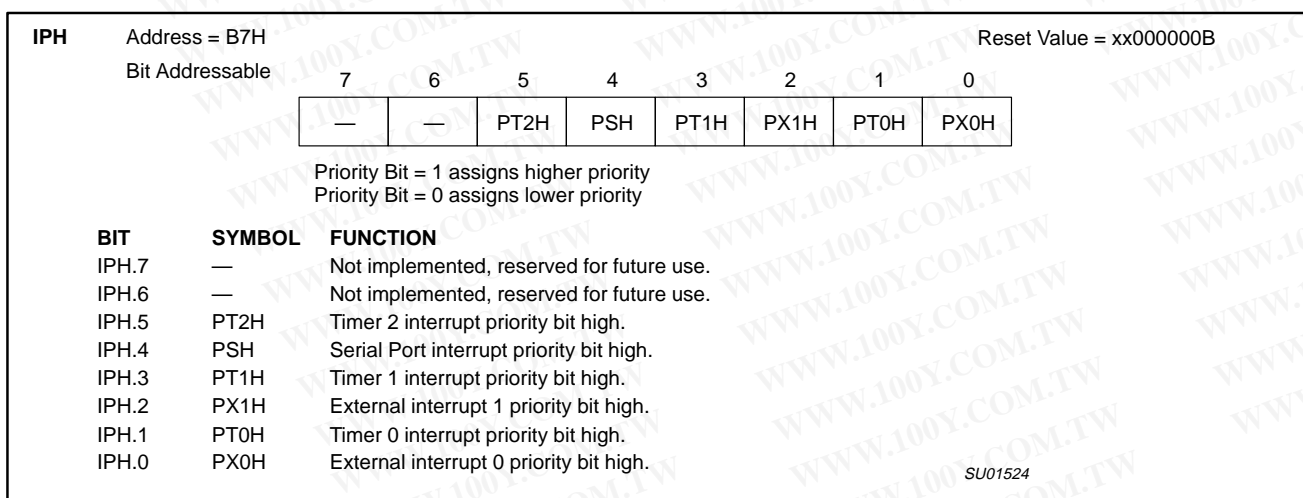 IPH Address = B7H Reset Value = xx000000B
Bit Addressable
7 6 5 4 3 2 1 0
— — PT2H PSH PT1H PX1H PT0H PX0H
Priority Bit = 1 assigns higher priority
Priority Bit = 0 assigns lower priority
BIT SYMBOL FUNCTION
IPH.7 — Not implemented, reserved for future use.
IPH.6 — Not implemented, reserved for future use.
IPH.5 PT2H Timer 2 interrupt priority bit high.
IPH.4 PSH Serial Port interrupt priority bit high.
IPH.3 PT1H Timer 1 interrupt priority bit high.
IPH.2 PX1H External interrupt 1 priority bit high.
IPH.1 PT0H Timer 0 interrupt priority bit high.
IPH.0 PX0H External interrupt 0 priority bit high.
SU01524
WWW.100Y.COM.TW